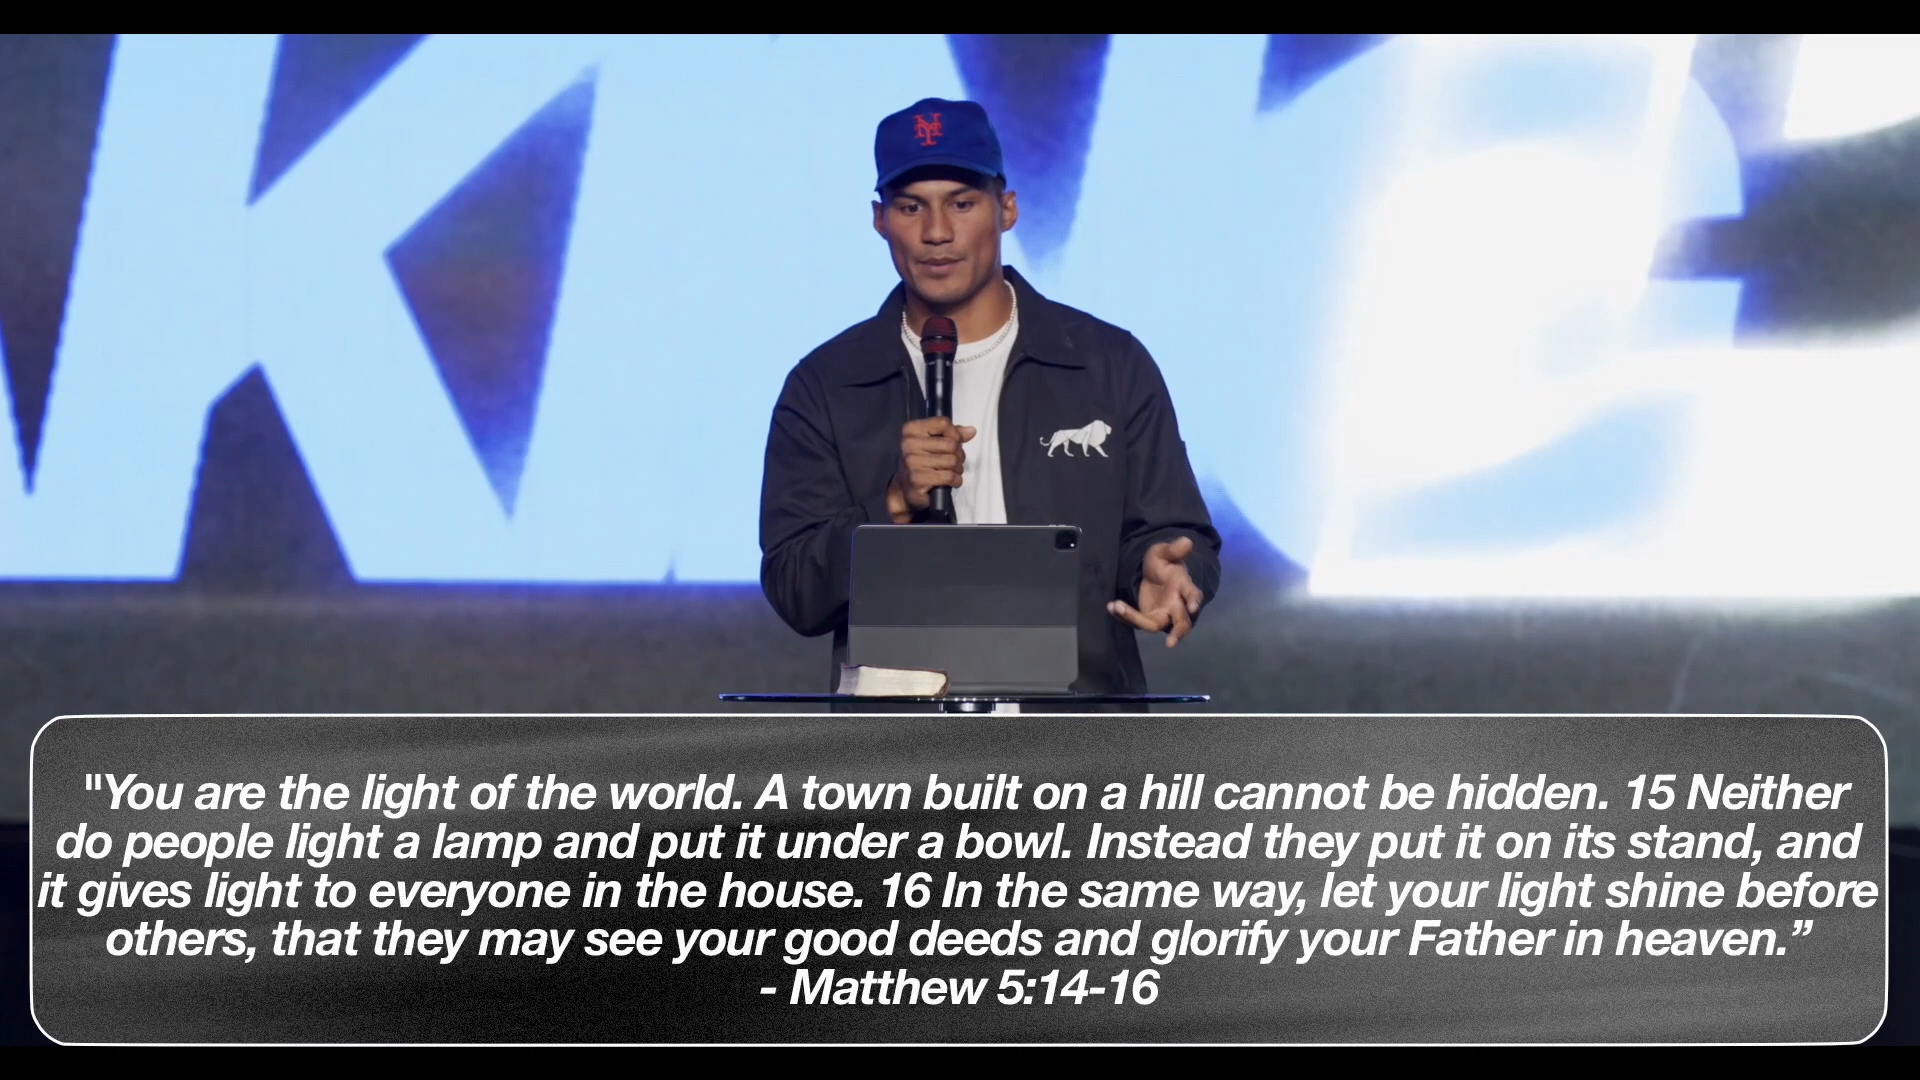 NY
"You are the light of the world. A town built on a hill cannot be hidden. 15 Neither
do people light a lamp and put it under a bowl. Instead they put it on its stand, and
it gives light to everyone in the house. 16 In the same way, let your light shine before
others, that they may see your good deeds and glorify your Father in heaven.”
- Matthew 5:14-16